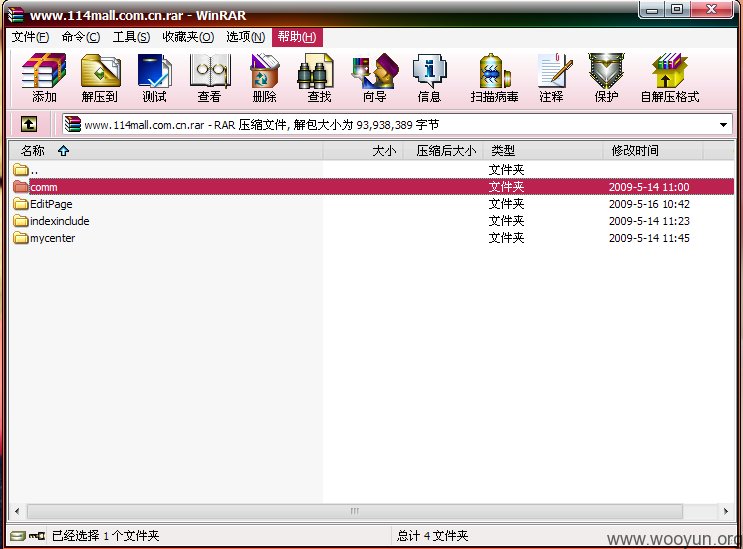 www.114mall.com.cn.rar - WinRAR
文件(F) 命令(C) 工具(S) 收藏夹(O) 选项(N) 帮助(H)
添加 解压到 测试 查看 删除 查找 向导 信息 扫描病毒 注释 保护 自解压格式
www.114mall.com.cn.rar - RAR 压缩文件, 解包大小为 93,938,389 字节
名称 大小 压缩后大小 类型 修改时间
.. 文件夹
comm 文件夹 2009-5-14 11:00
EditPage 文件夹 2009-5-16 10:42
indexinclude 文件夹 2009-5-14 11:23
mycenter 文件夹 2009-5-14 11:45
已经选择 1 个文件夹 总计 4 文件夹
www.wooyun.org